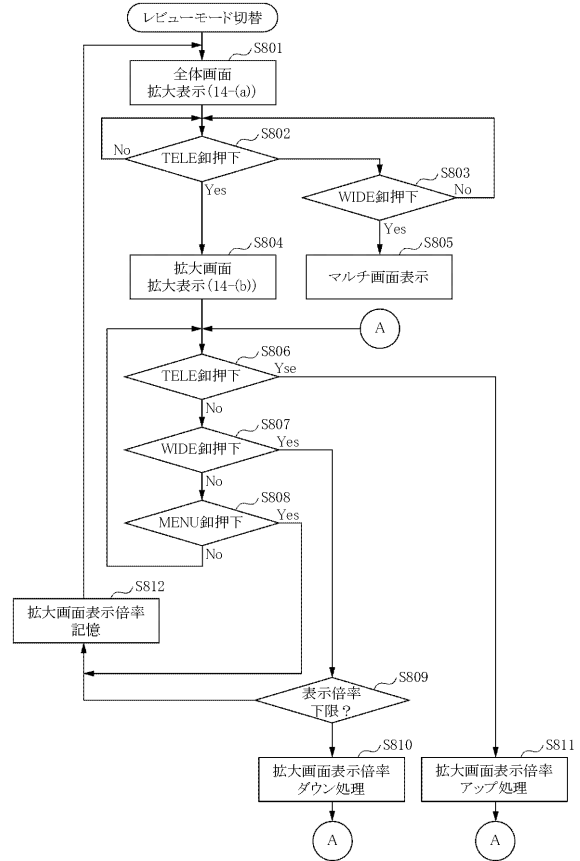 レビューモード切替
S801
全体画面
拡大表示(14-(a))
S802
No
TELE釦押下
S803
WIDE釦押下
No
Yes
Yes
S804
拡大画面
拡大表示(14-(b))
S805
マルチ画面表示
A
S806
TELE釦押下
Yse
No
S807
WIDE釦押下
Yes
No
S808
MENU釦押下
Yes
No
S812
拡大画面表示倍率
記憶
S809
表示倍率
下限?
S810
拡大画面表示倍率
ダウン処理
S811
拡大画面表示倍率
アップ処理
A
A